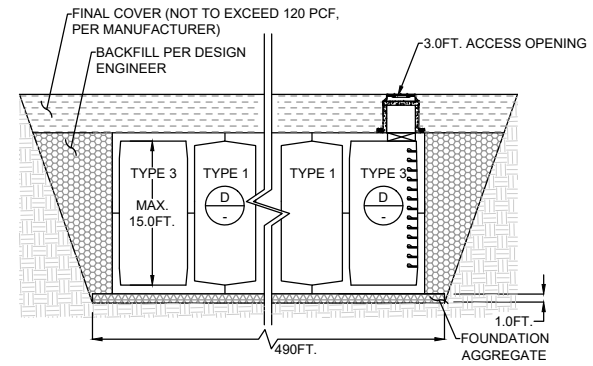 FINAL COVER (NOT TO EXCEED 120 PCF,
PER MANUFACTURER)
BACKFILL PER DESIGN
ENGINEER
3.0FT. ACCESS OPENING
TYPE 3
TYPE 1
TYPE 1
TYPE 3
MAX.
15.0FT.
D
-
D
-
1.0FT.
FOUNDATION
AGGREGATE
490FT.